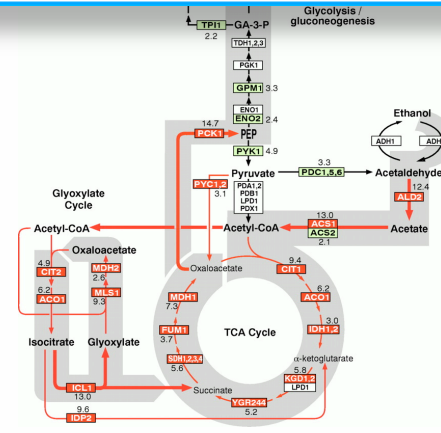 Glycolysis /
gluconeogenesis
TPI1
GA-3-P
2.2
TDH1,2,3
PGK1
GPM1 3.3
ENO1
ENO2 2.4
14.7
PCK1
PEP
PYK1 4.9
Ethanol
ADH1
ADH
3.3
Pyruvate
PDC1,5,6
Acetaldehyde
PYC1,2
3.1
PDA1,2
PDB1
LPD1
PDX1
12.4
ALD2
Glyoxylate
Cycle
13.0
ACS1
ACS2
2.1
Acetyl-CoA
Acetyl-CoA
Acetate
Oxaloacetate
4.9
CIT2
MDH2
2.6
Oxaloacetate
9.4
CIT1
6.2
ACO1
MLS1
9.3
MDH1
7.3
6.2
ACO1
3.0
IDH1,2
FUM1
3.7
TCA Cycle
Isocitrate
Glyoxylate
SDH1,2,3,4
5.6
α-ketoglutarate
5.8
KGD1,2
LPD1
ICL1
13.0
Succinate
YGR244
5.2
9.6
IDP2